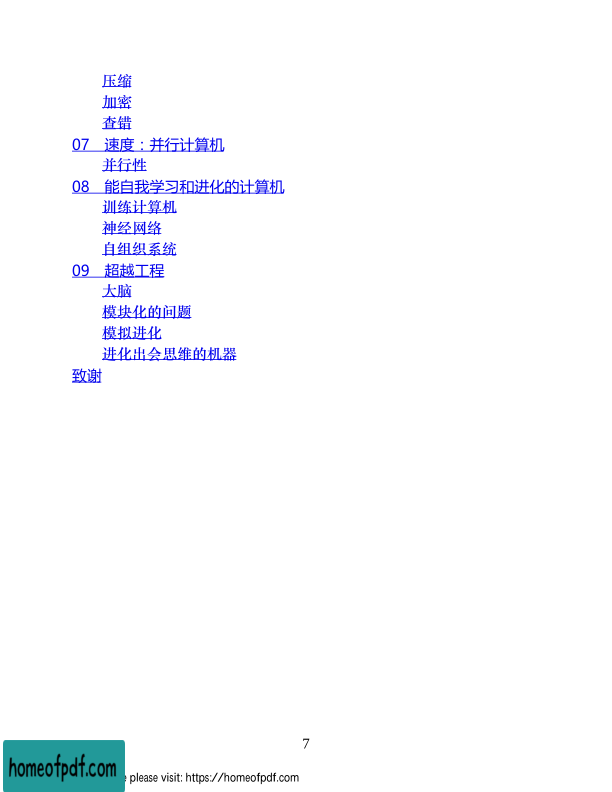 压缩
加密
查错
07　速度：并行计算机
并行性
08　能自我学习和进化的计算机
训练计算机
神经网络
自组织系统
09　超越工程
大脑
模块化的问题
模拟进化
进化出会思维的机器
致谢
7
homeofpdf.com
please visit: https://homeofpdf.com